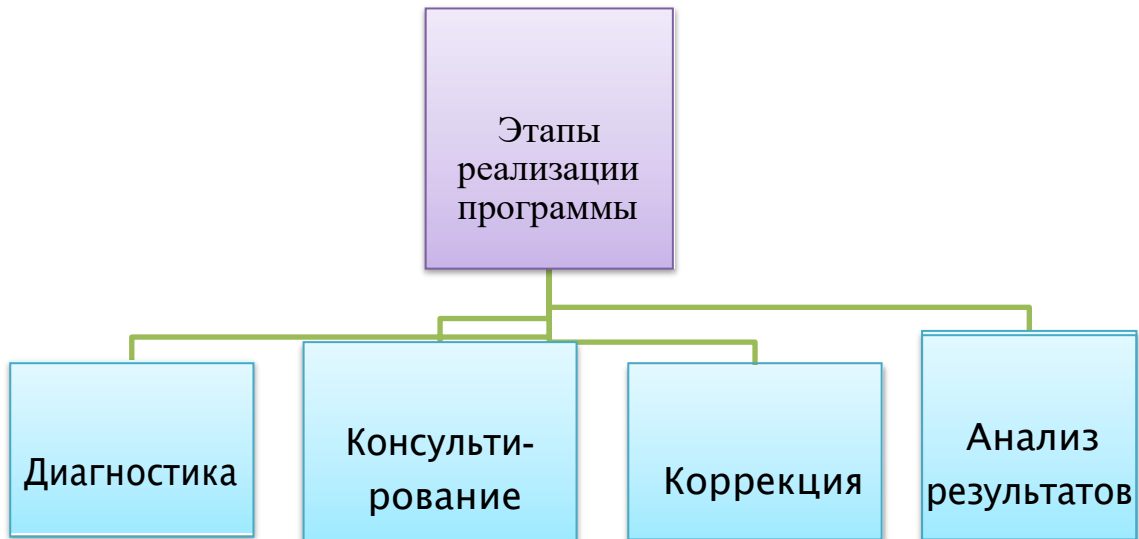 Этапы
реализации
программы
Диагностика
Консульти-
рование
Коррекция
Анализ
результатов